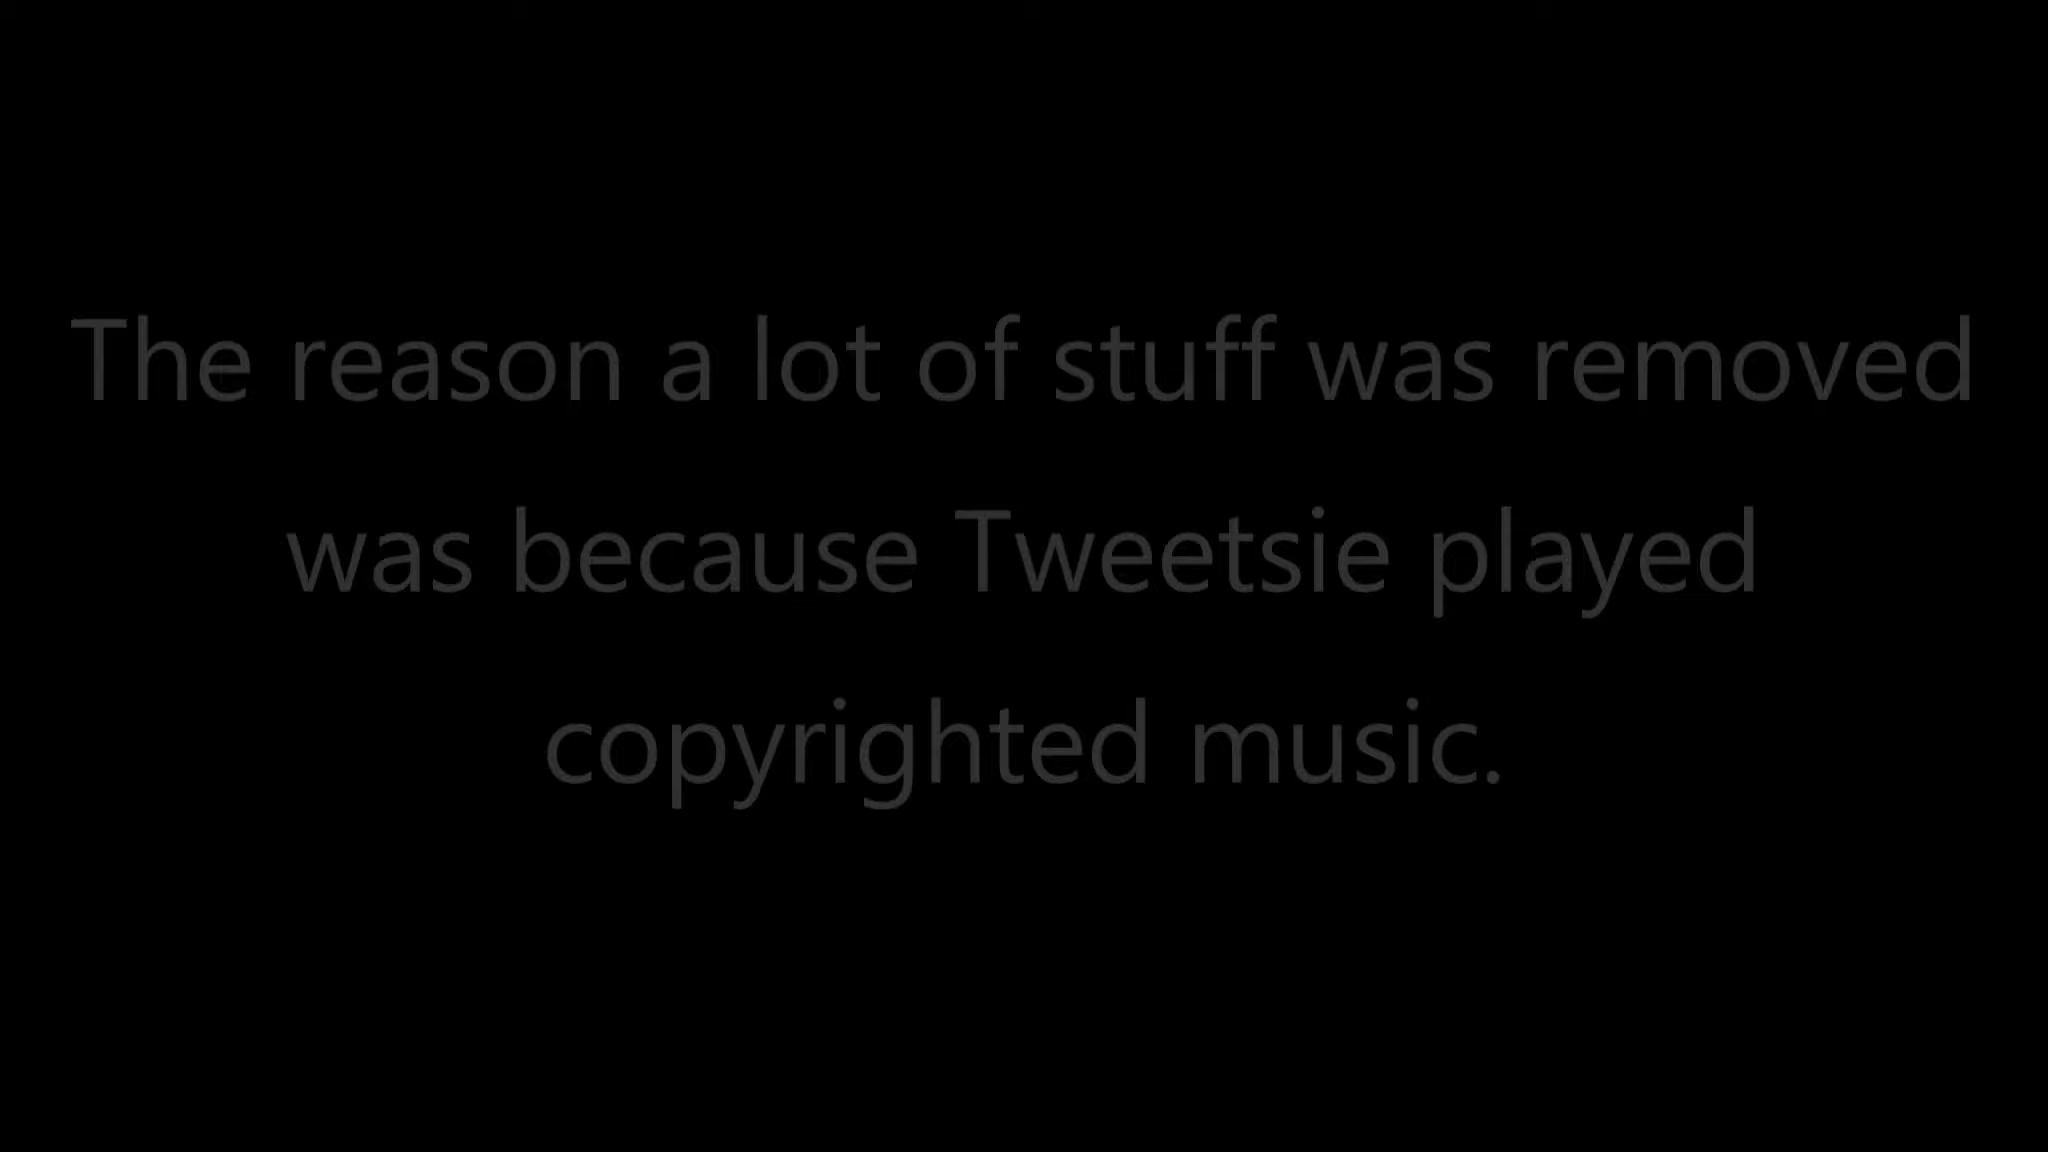 The reason a lot of stuff was removed
was because Tweetsie played
copyrighted music.